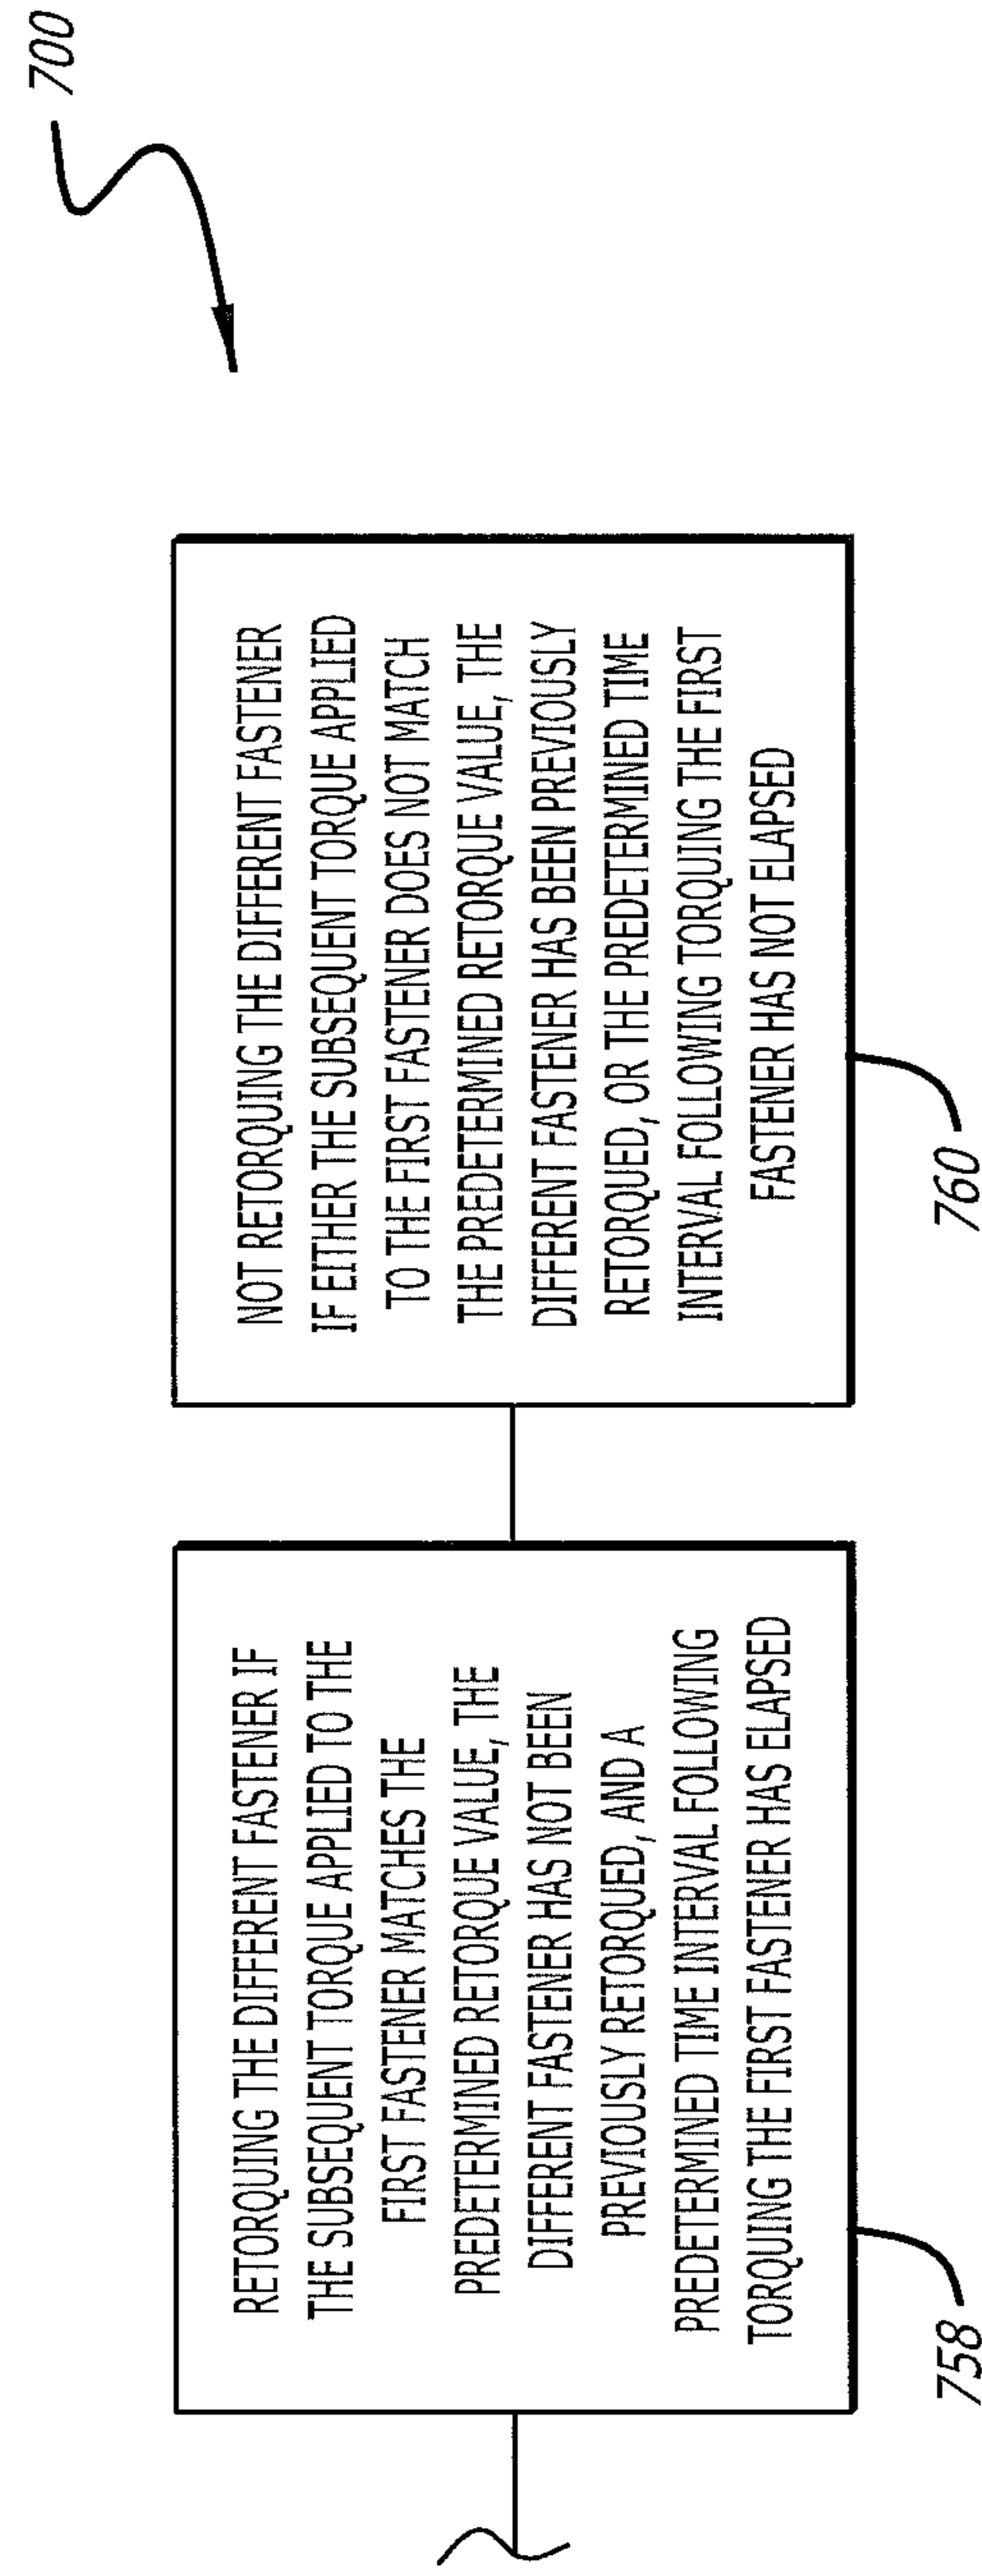 700
RETORQUING THE DIFFERENT FASTENER IF
THE SUBSEQUENT TORQUE APPLIED TO THE
FIRST FASTENER MATCHES THE
PREDETERMINED RETORQUE VALUE, THE
DIFFERENT FASTENER HAS NOT BEEN
PREVIOUSLY RETORQUED, AND A
PREDETERMINED TIME INTERVAL FOLLOWING
TORQUING THE FIRST FASTENER HAS ELAPSED
758
NOT RETORQUING THE DIFFERENT FASTENER
IF EITHER THE SUBSEQUENT TORQUE APPLIED
TO THE FIRST FASTENER DOES NOT MATCH
THE PREDETERMINED RETORQUE VALUE, THE
DIFFERENT FASTENER HAS BEEN PREVIOUSLY
RETORQUED, OR THE PREDETERMINED TIME
INTERVAL FOLLOWING TORQUING THE FIRST
FASTENER HAS NOT ELAPSED
760